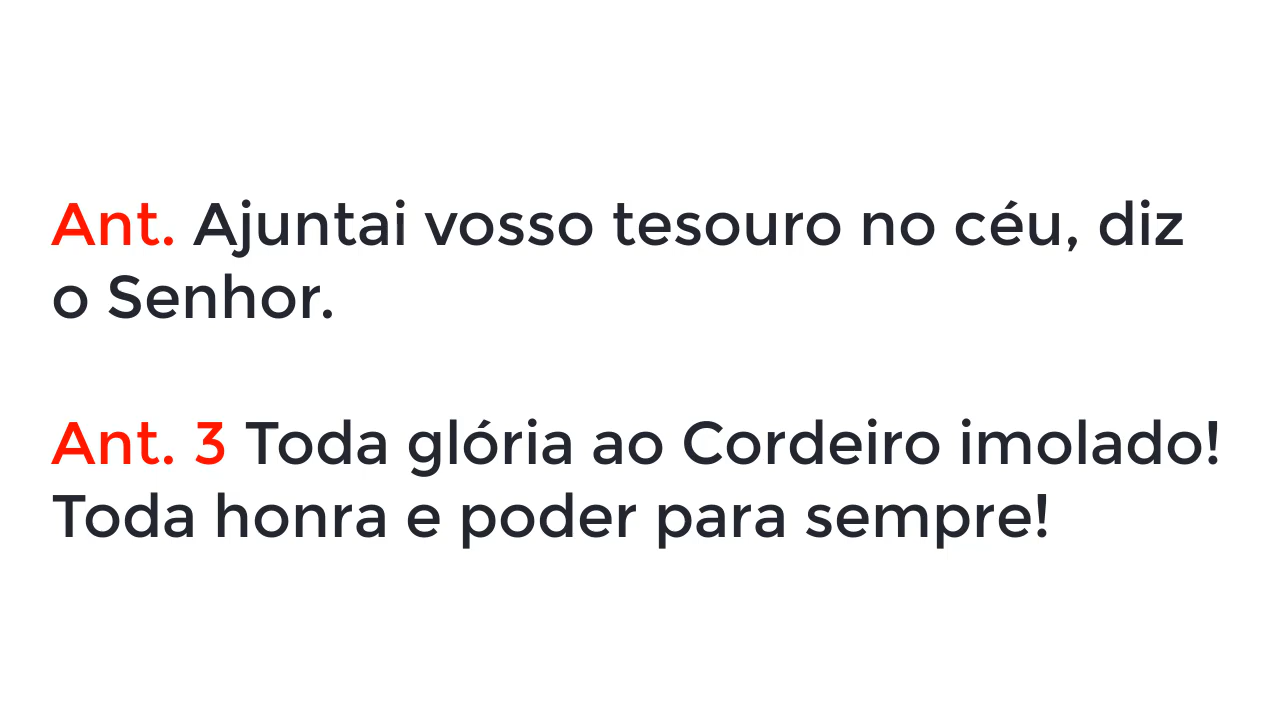 Ant. Ajuntai vosso tesouro no céu, diz
o Senhor.
Ant. 3 Toda glória ao Cordeiro imolado!
Toda honra e poder para sempre!